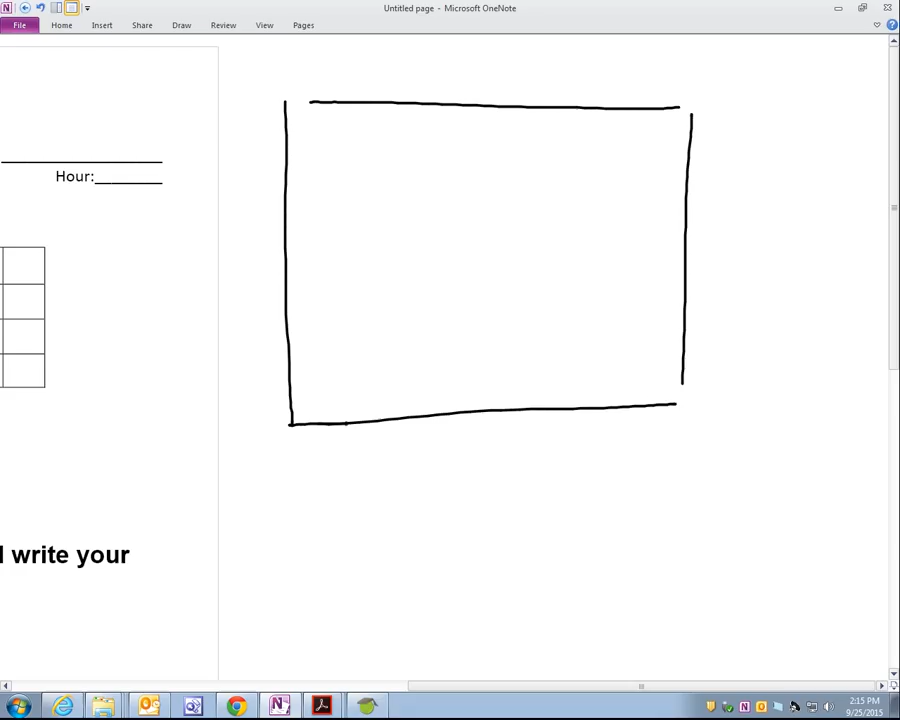 Untitled page - Microsoft OneNote
File Home Insert Share Draw Review View Pages
Hour:________
write your
2:15 PM
9/25/2015